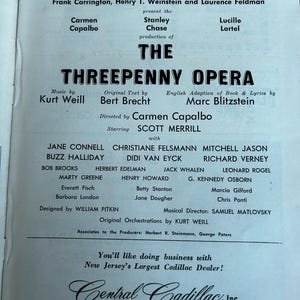 Frank Carrington, Henry T. Weinstein and Laurence Feldman
present the
Carmen Capalbo Stanley Chase Lucille Lortel
production of
THE
THREEPENNY OPERA
Music by Original Text by English Adaption of Book & Lyrics by
Kurt Weill Bert Brecht Marc Blitzstein
Directed by Carmen Capalbo
Starring SCOTT MERRILL
with
JANE CONNELL CHRISTIANE FELSMANN MITCHELL JASON
BUZZ HALLIDAY DIDI VAN EYCK RICHARD VERNEY
BOB BROOKS HERBERT EDELMAN JACK WHALEN LEONARD ROGEL
MARTY GREENE HENRY HOWARD G. KENNEDY OSBORN
Everett Fisch Betty Stanton Marcia Gilford
Barbara London Jane Dougher Chris Ponti
Designed by WILLIAM PITKIN Musical Director: SAMUEL MATLOVSKY
Original Orchestrations by KURT WEILL
Associates to the Producers: Herbert R. Steinmann, George Peters
You'll like doing business with
New Jersey's Largest Cadillac Dealer!
Central Cadillac Inc.